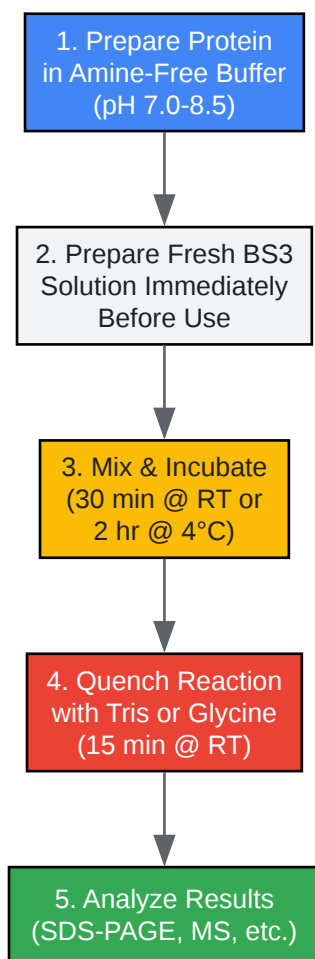 1. Prepare Protein
in Amine-Free Buffer
(pH 7.0-8.5)
2. Prepare Fresh BS3
Solution Immediately
Before Use
3. Mix & Incubate
(30 min @ RT or
2 hr @ 4°C)
4. Quench Reaction
with Tris or Glycine
(15 min @ RT)
5. Analyze Results
(SDS-PAGE, MS, etc.)